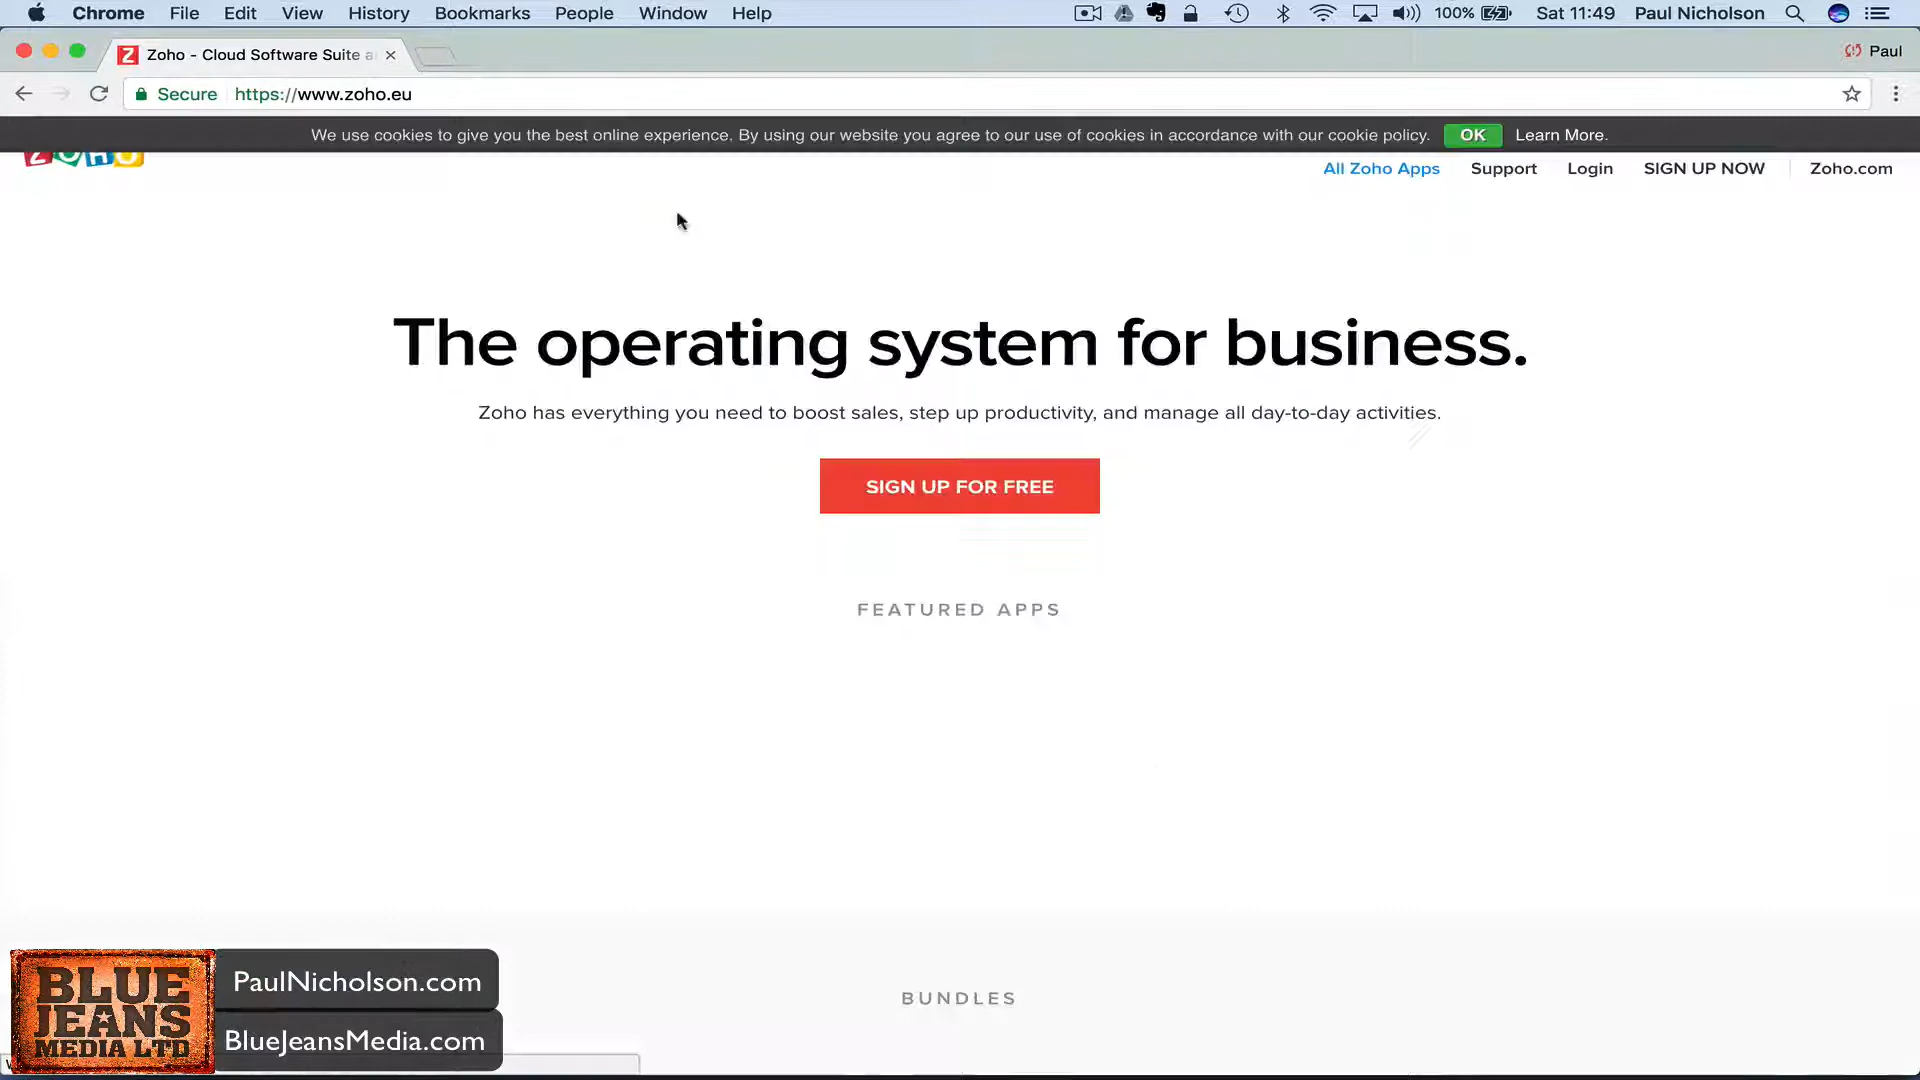 Chrome File Edit View History Bookmarks People Window Help 100% Sat 11:49 Paul Nicholson
Zoho - Cloud Software Suite a
Paul
Secure https://www.zoho.eu
We use cookies to give you the best online experience. By using our website you agree to our use of cookies in accordance with our cookie policy. OK Learn More.
ZOHO
All Zoho Apps Support Login SIGN UP NOW Zoho.com
The operating system for business.
Zoho has everything you need to boost sales, step up productivity, and manage all day-to-day activities.
SIGN UP FOR FREE
FEATURED APPS
BUNDLES
BLUE
JEANS
MEDIA LTD
PaulNicholson.com
BlueJeansMedia.com